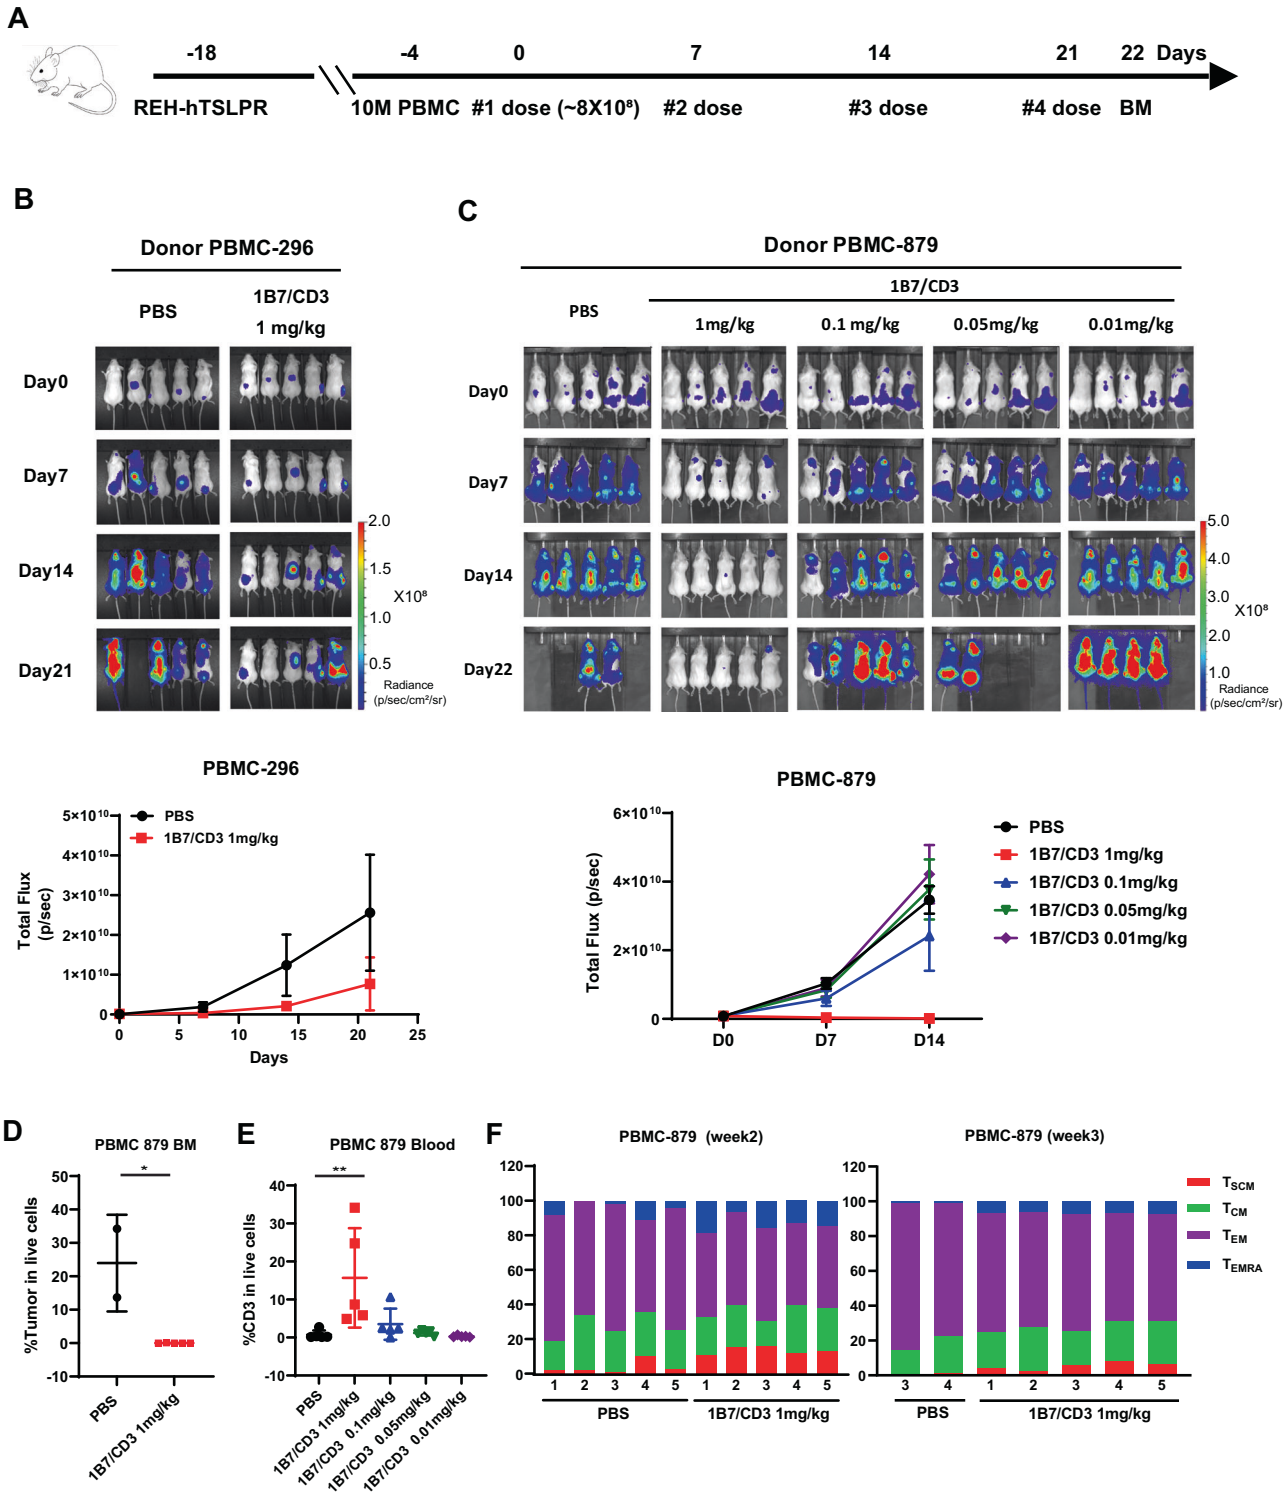 A
-18 -4 0 7 14 21 22 Days
REH-hTSLPR 10M PBMC #1 dose (~8X10⁸) #2 dose #3 dose #4 dose BM
B
Donor PBMC-296
PBS
1B7/CD3
1 mg/kg
Day0
Day7
Day14
Day21
2.0
1.5
X10⁸
1.0
0.5
Radiance
(p/sec/cm²/sr)
PBMC-296
5×10¹⁰
4×10¹⁰
3×10¹⁰
2×10¹⁰
1×10¹⁰
0
Total Flux
(p/sec)
PBS
1B7/CD3 1mg/kg
0 5 10 15 20 25
Days
C
Donor PBMC-879
1B7/CD3
PBS
1mg/kg 0.1 mg/kg 0.05mg/kg 0.01mg/kg
Day0
Day7
Day14
Day22
5.0
4.0
3.0
X10⁸
2.0
1.0
Radiance
(p/sec/cm²/sr)
PBMC-879
6×10¹⁰
4×10¹⁰
2×10¹⁰
0
Total Flux (p/sec)
D0 D7 D14
PBS
1B7/CD3 1mg/kg
1B7/CD3 0.1mg/kg
1B7/CD3 0.05mg/kg
1B7/CD3 0.01mg/kg
D
PBMC 879 BM
*
50
40
30
20
10
0
-10
%Tumor in live cells
PBS
1B7/CD3 1mg/kg
E
PBMC 879 Blood
**
40
30
20
10
0
-10
%CD3 in live cells
PBS
1B7/CD3 1mg/kg
1B7/CD3 0.1mg/kg
1B7/CD3 0.05mg/kg
1B7/CD3 0.01mg/kg
F
PBMC-879 (week2)
120
100
80
60
40
20
0
1 2 3 4 5 1 2 3 4 5
PBS 1B7/CD3 1mg/kg
PBMC-879 (week3)
120
100
80
60
40
20
0
3 4 1 2 3 4 5
PBS 1B7/CD3 1mg/kg
TSCM
TCM
TEM
TEMRA